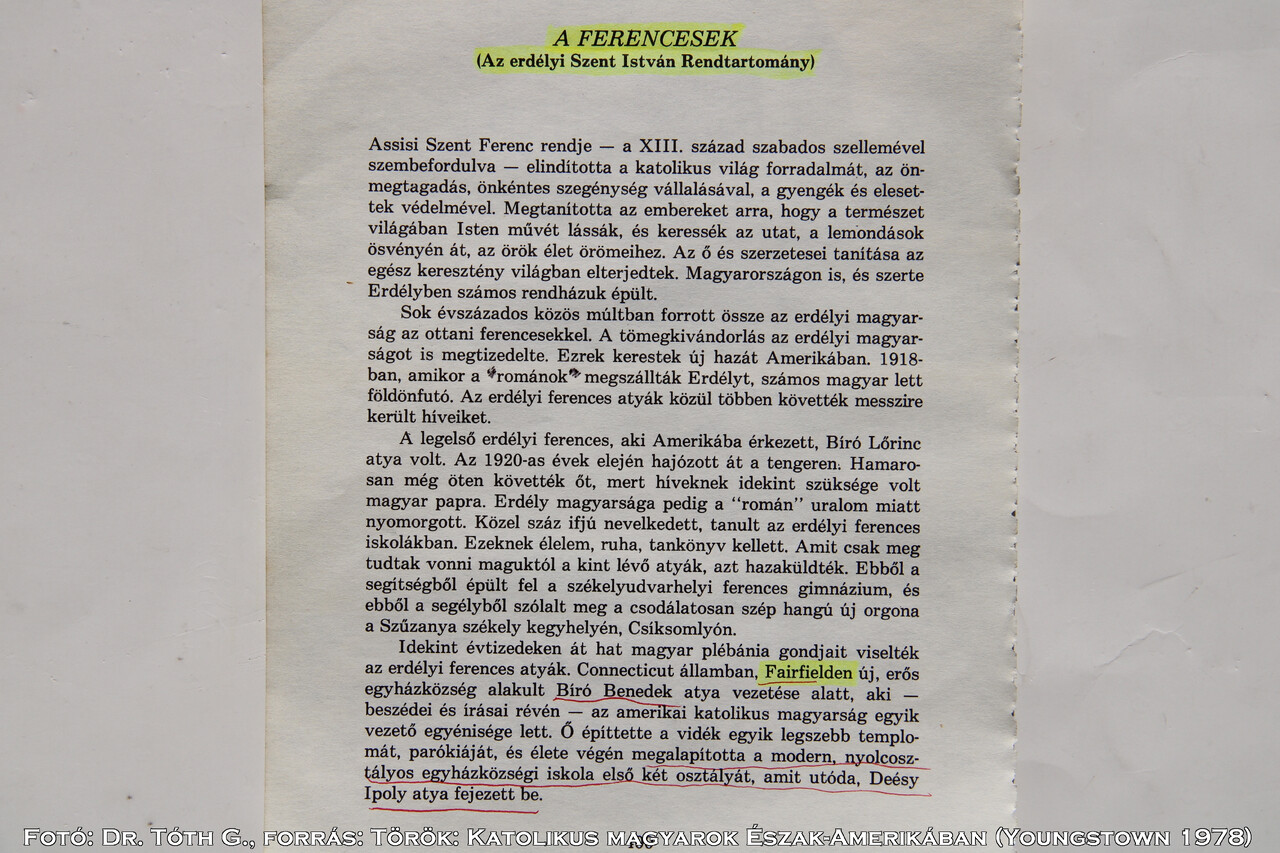 A FERENCESEK
(Az erdélyi Szent István Rendtartomány)
Assisi Szent Ferenc rendje — a XIII. század szabados szellemével
szembefordulva — elindította a katolikus világ forradalmát, az ön-
megtagadás, önkéntes szegénység vállalásával, a gyengék és eleset-
tek védelmével. Megtanította az embereket arra, hogy a természet
világában Isten művét lássák, és keressék az utat, a lemondások
ösvényén át, az örök élet örömeihez. Az ő és szerzetesei tanítása az
egész keresztény világban elterjedtek. Magyarországon is, és szerte
Erdélyben számos rendházuk épült.
Sok évszázados közös múltban forrott össze az erdélyi magyar-
ság az ottani ferencesekkel. A tömegkivándorlás az erdélyi magyar-
ságot is megtizedelte. Ezrek kerestek új hazát Amerikában. 1918-
ban, amikor a "románok" megszállták Erdélyt, számos magyar lett
földönfutó. Az erdélyi ferences atyák közül többen követték messzire
került híveiket.
A legelső erdélyi ferences, aki Amerikába érkezett, Bíró Lőrinc
atya volt. Az 1920-as évek elején hajózott át a tengeren. Hamaro-
san még öten követték őt, mert híveknek idekint szüksége volt
magyar papra. Erdély magyarsága pedig a "román" uralom miatt
nyomorgott. Közel száz ifjú nevelkedett, tanult az erdélyi ferences
iskolákban. Ezeknek élelem, ruha, tankönyv kellett. Amit csak meg
tudtak vonni maguktól a kint lévő atyák, azt hazaküldték. Ebből a
segítségből épült fel a székelyudvarhelyi ferences gimnázium, és
ebből a segélyből szólalt meg a csodálatosan szép hangú új orgona
a Szűzanya székely kegyhelyén, Csíksomlyón.
Idekint évtizedeken át hat magyar plébánia gondjait viselték
az erdélyi ferences atyák. Connecticut államban, Fairfielden új, erős
egyházközség alakult Bíró Benedek atya vezetése alatt, aki —
beszédei és írásai révén — az amerikai katolikus magyarság egyik
vezető egyénisége lett. Ő építtette a vidék egyik legszebb templo-
mát, parókiáját, és élete végén megalapította a modern, nyolcosz-
tályos egyházközségi iskola első két osztályát, amit utóda, Deésy
Ipoly atya fejezett be.
Fotó: Dr. Tóth G., forrás: Török: Katolikus magyarok Észak-Amerikában (Youngstown 1978)